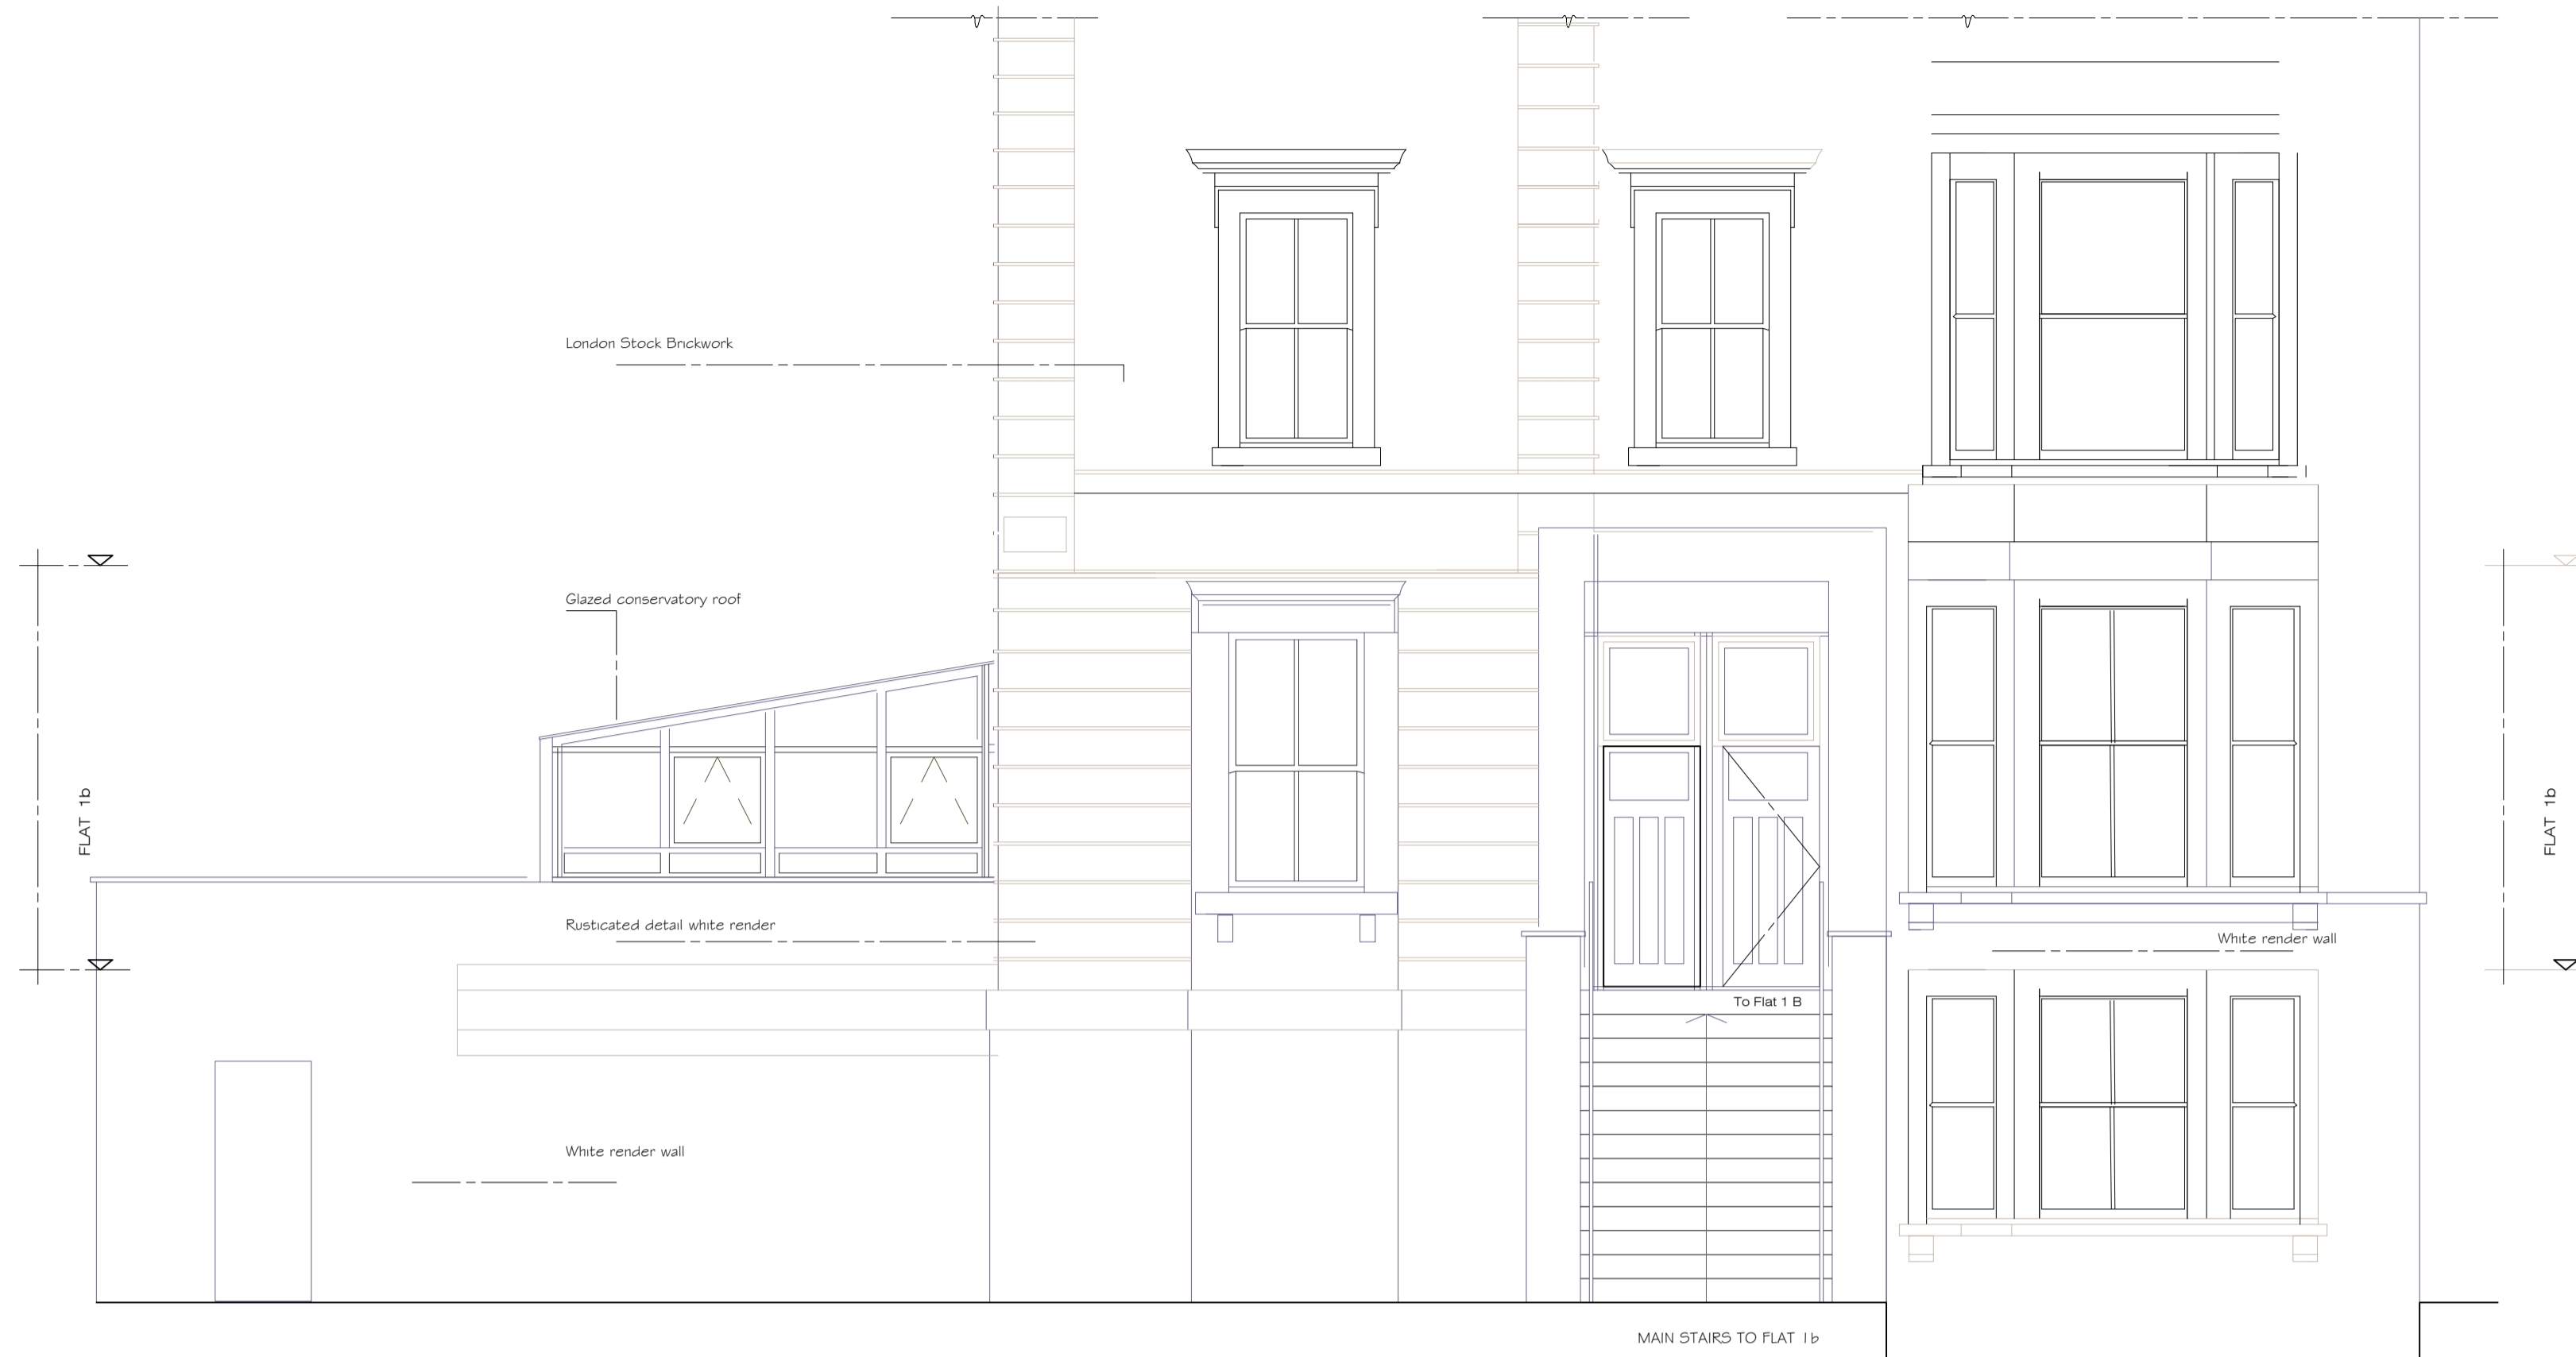 London Stock Brickwork
Glazed conservatory roof
FLAT 1b
FLAT 1b
Rusticated detail white render
White render wall
To Flat 1 B
White render wall
MAIN STAIRS TO FLAT 1b